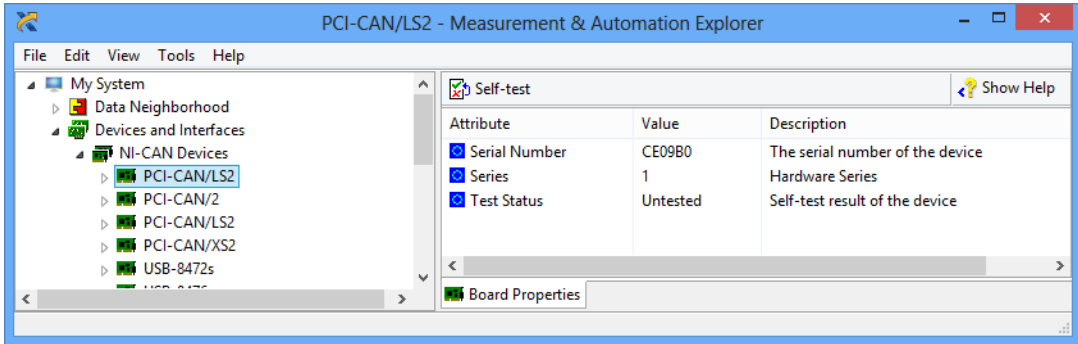 PCI-CAN/LS2 - Measurement & Automation Explorer
File Edit View Tools Help
My System
Data Neighborhood
Devices and Interfaces
NI-CAN Devices
PCI-CAN/LS2
PCI-CAN/2
PCI-CAN/LS2
PCI-CAN/XS2
USB-8472s
Self-test
Show Help
Attribute Value Description
Serial Number CE09B0 The serial number of the device
Series 1 Hardware Series
Test Status Untested Self-test result of the device
Board Properties